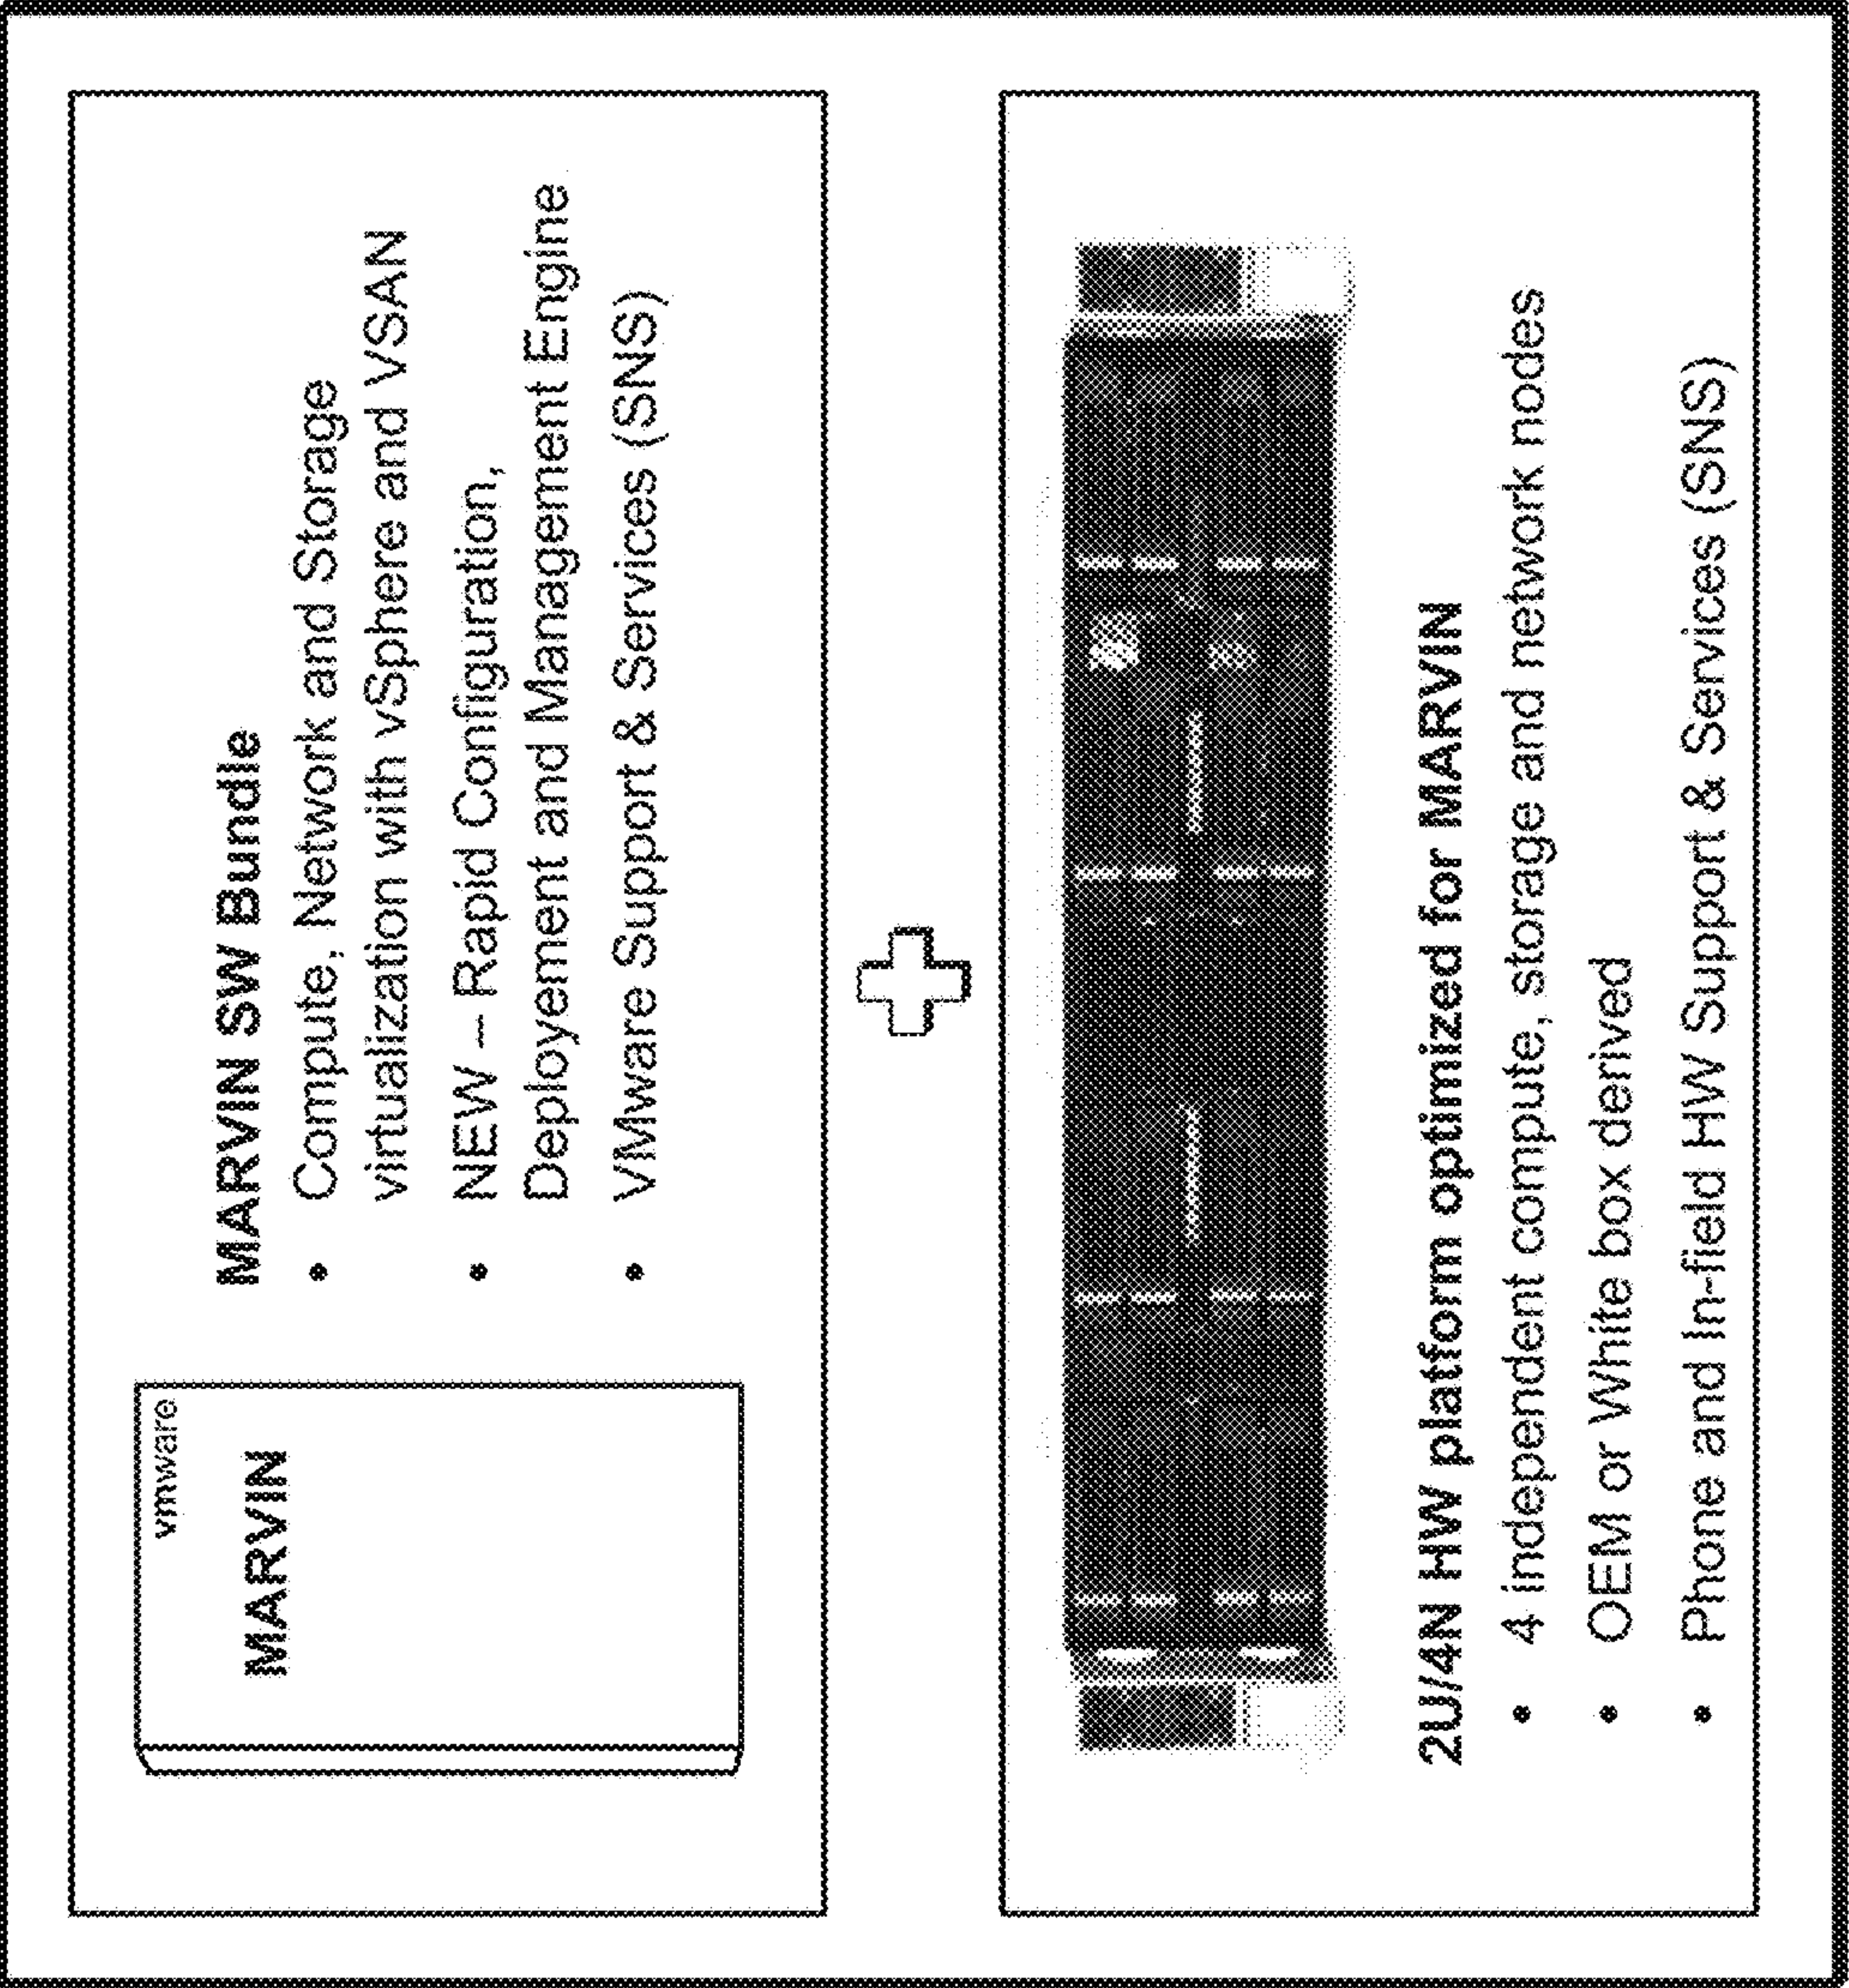 vmware
MARVIN
MARVIN SW Bundle
• Compute, Network and Storage
virtualization with vSphere and VSAN
• NEW – Rapid Configuration,
Deployement and Management Engine
• VMware Support & Services (SNS)
2U/4N HW platform optimized for MARVIN
• 4 independent compute, storage and network nodes
• OEM or White box derived
• Phone and In-field HW Support & Services (SNS)